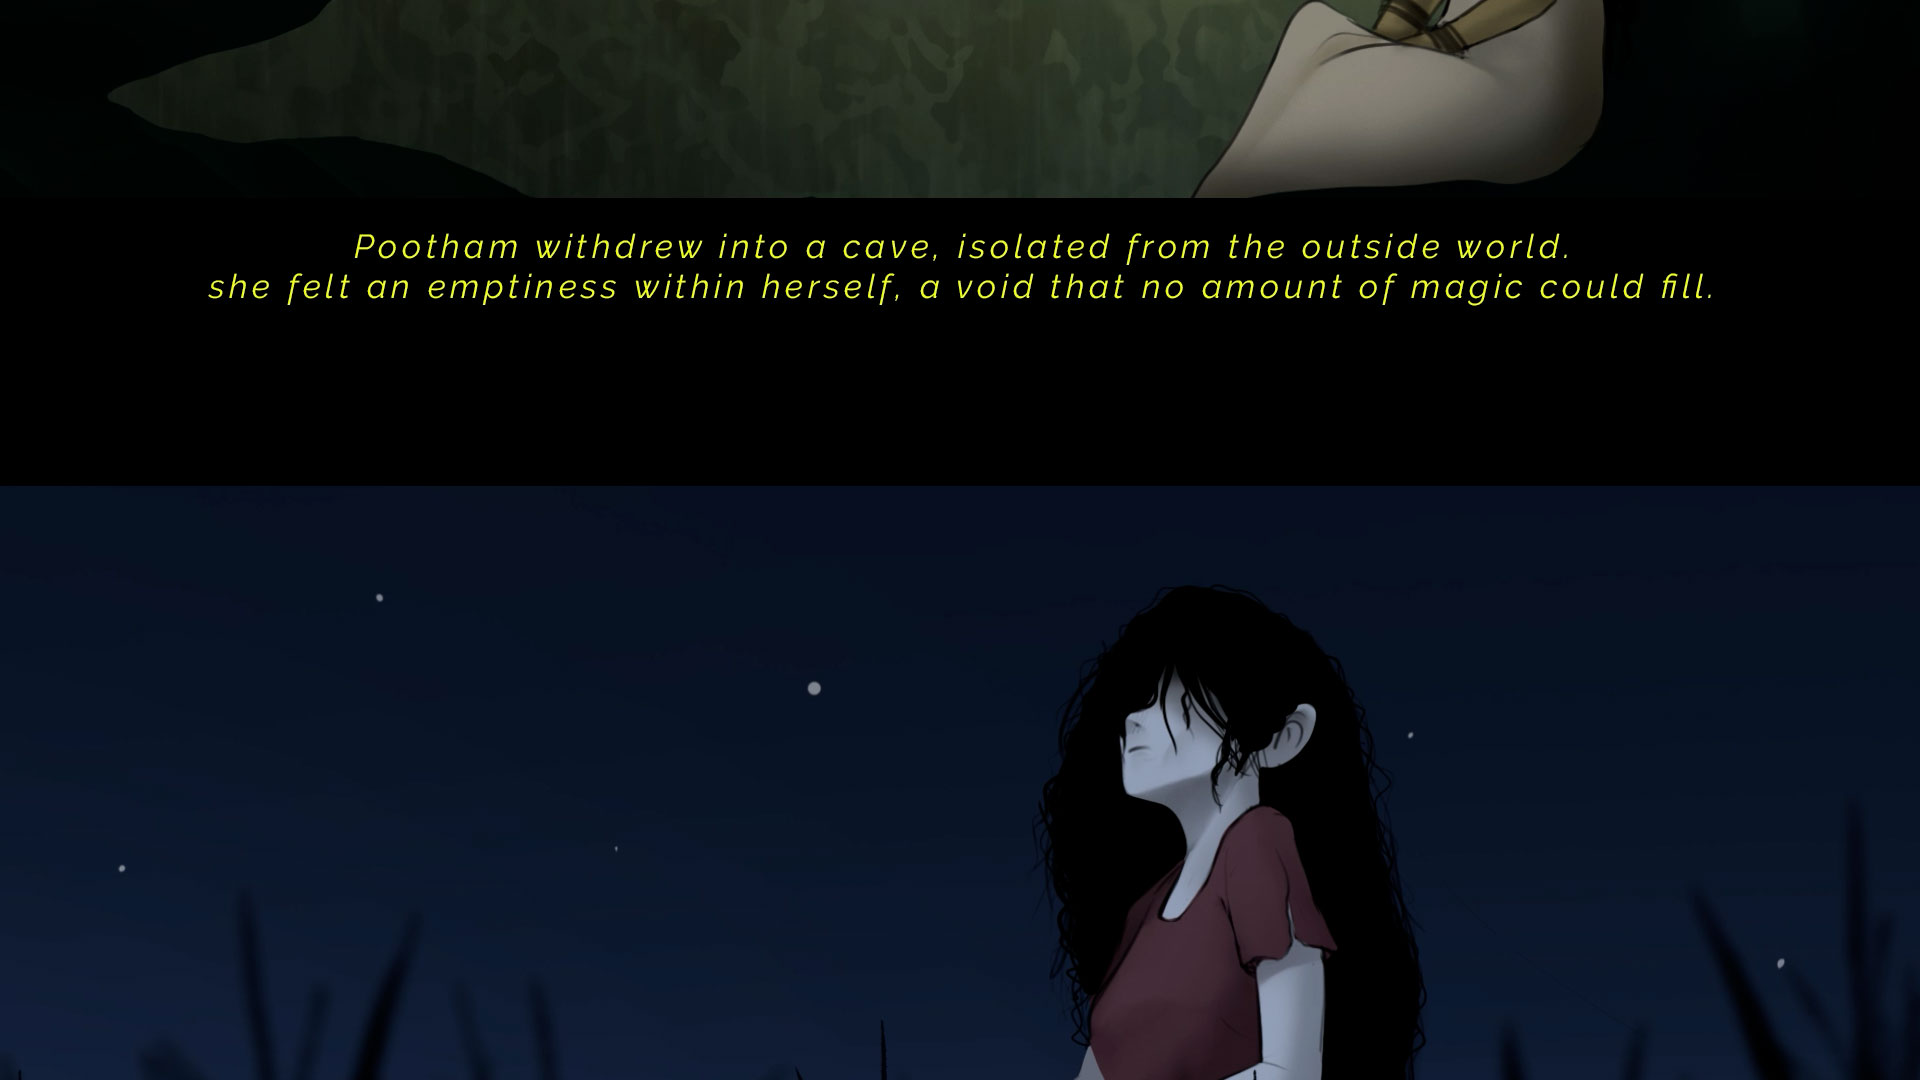 Pootham withdrew into a cave, isolated from the outside world.
she felt an emptiness within herself, a void that no amount of magic could fill.